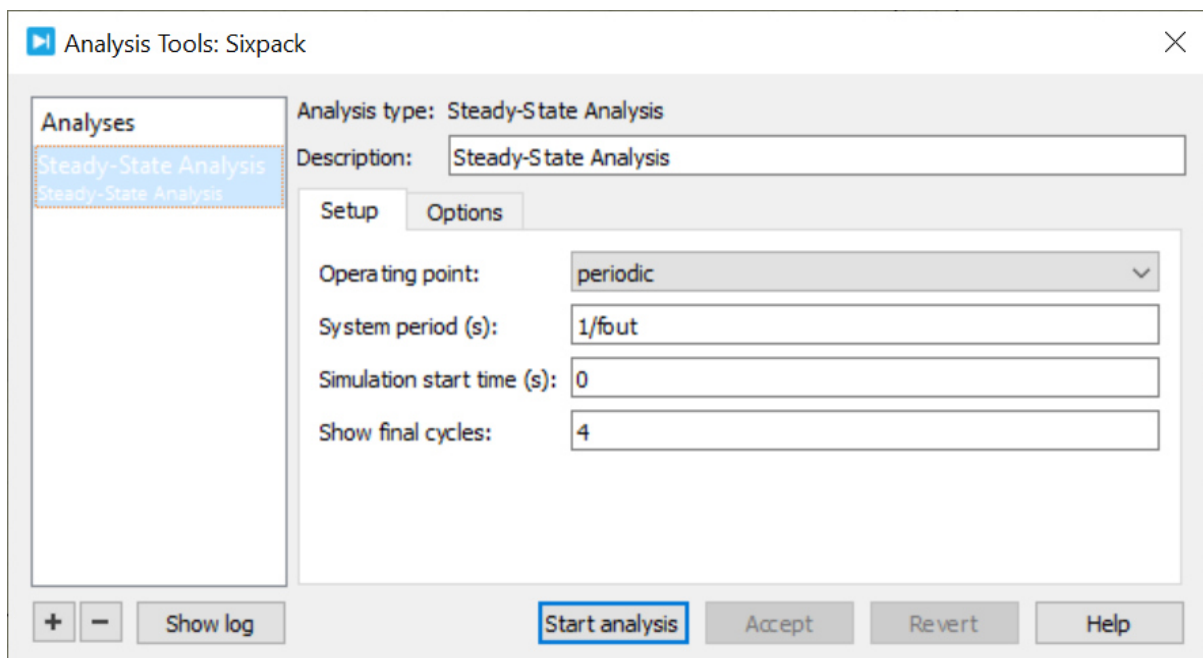 Analysis Tools: Sixpack
Analyses
Steady-State Analysis
Steady-State Analysis
Analysis type: Steady-State Analysis
Description: Steady-State Analysis
Setup Options
Operating point: periodic
System period (s): 1/fout
Simulation start time (s): 0
Show final cycles: 4
+ − Show log Start analysis Accept Revert Help